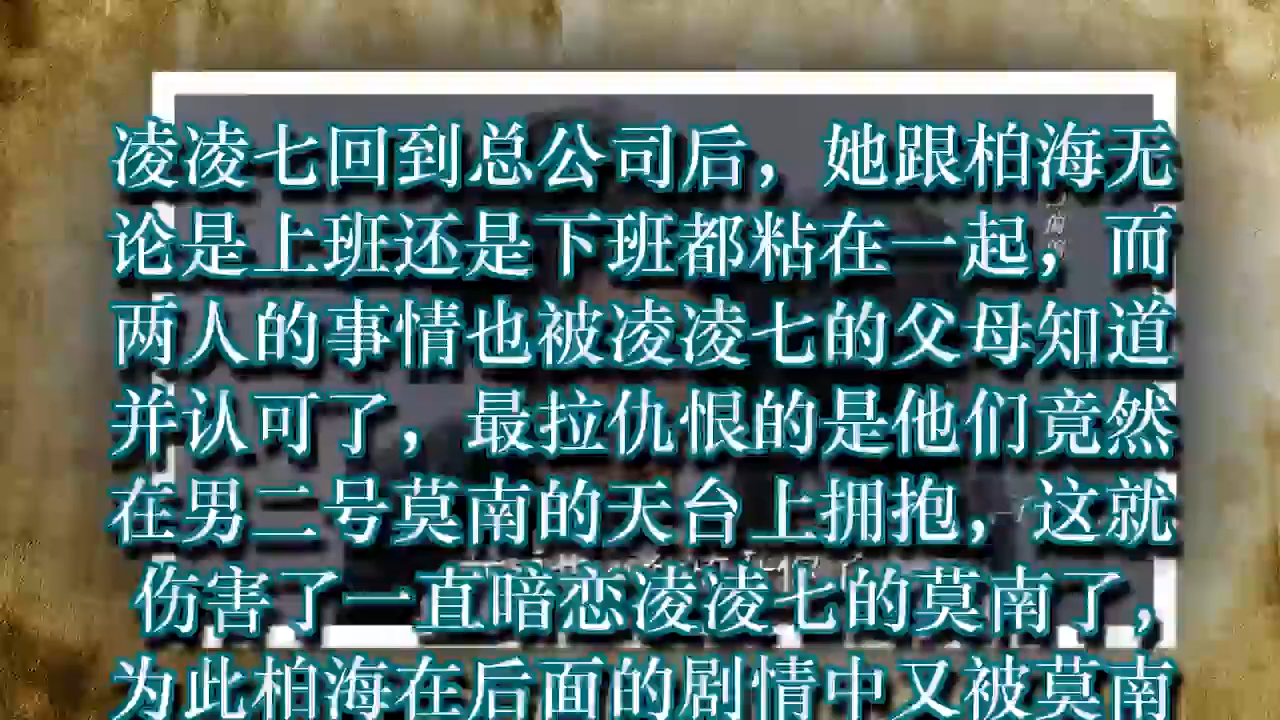 凌凌七回到总公司后，她跟柏海无
论是上班还是下班都粘在一起，而
两人的事情也被凌凌七的父母知道
并认可了，最拉仇恨的是他们竟然
在男二号莫南的天台上拥抱，这就
伤害了一直暗恋凌凌七的莫南了，
为此柏海在后面的剧情中又被莫南